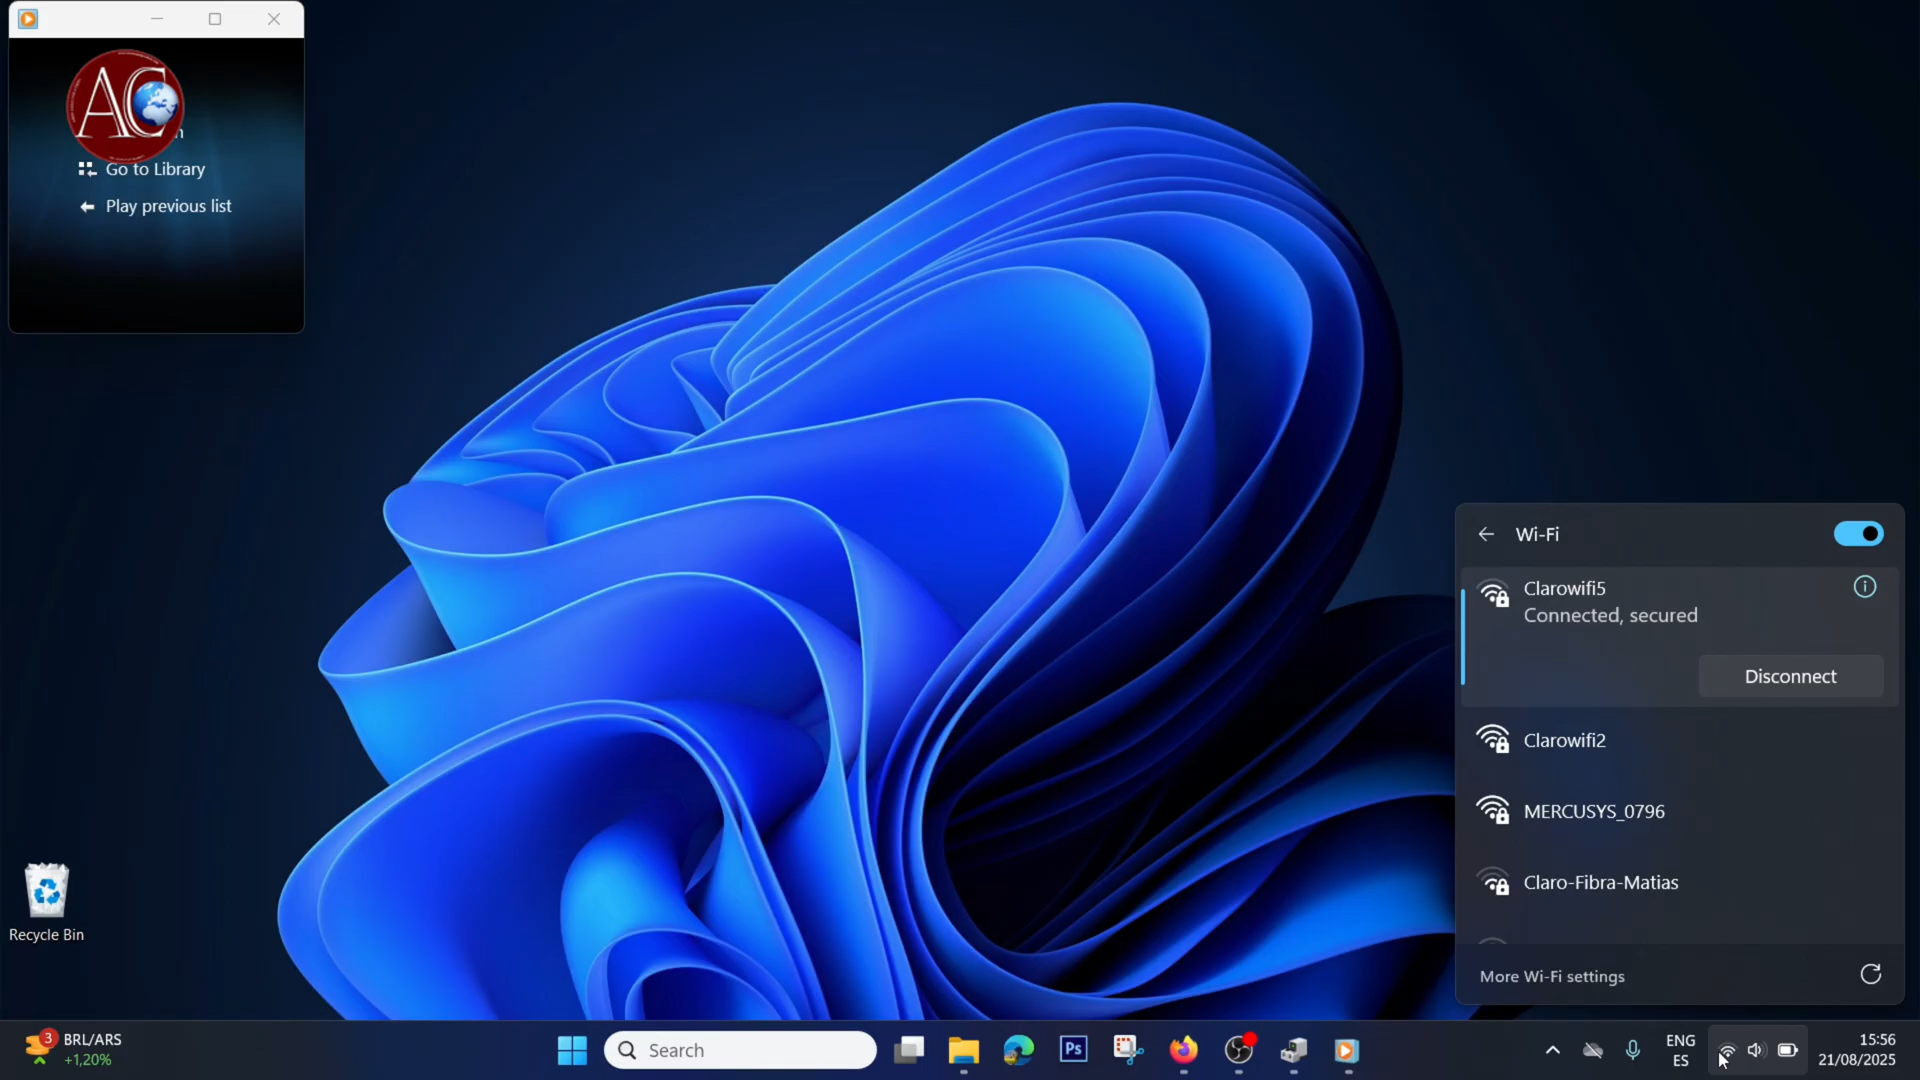 AC
Go to Library
Play previous list
Wi-Fi
Clarowifi5
Connected, secured
Disconnect
Clarowifi2
MERCUSYS_0796
Claro-Fibra-Matias
More Wi-Fi settings
Recycle Bin
3
BRL/ARS
+1,20%
Search
Ps
ENG
ES
15:56
21/08/2025